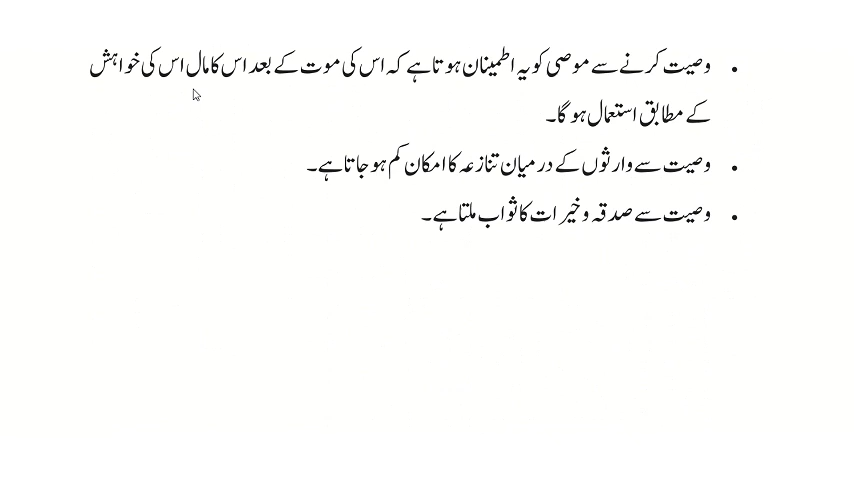 • وصیت کرنے سے موصی کو یہ اطمینان ہوتا ہے کہ اس کی موت کے بعد اس کا مال اس کی خواہش
کے مطابق استعمال ہو گا۔
• وصیت سے وارثوں کے درمیان تنازعہ کا امکان کم ہو جاتا ہے۔
• وصیت سے صدقہ و خیرات کا ثواب ملتا ہے۔